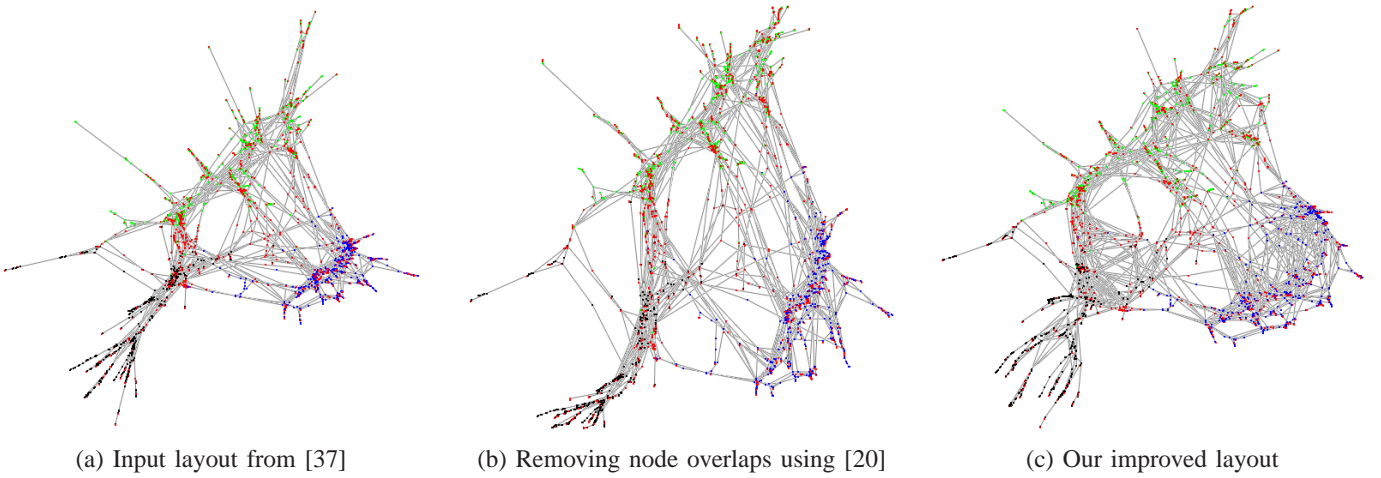 (a) Input layout from [37]
(b) Removing node overlaps using [20]
(c) Our improved layout